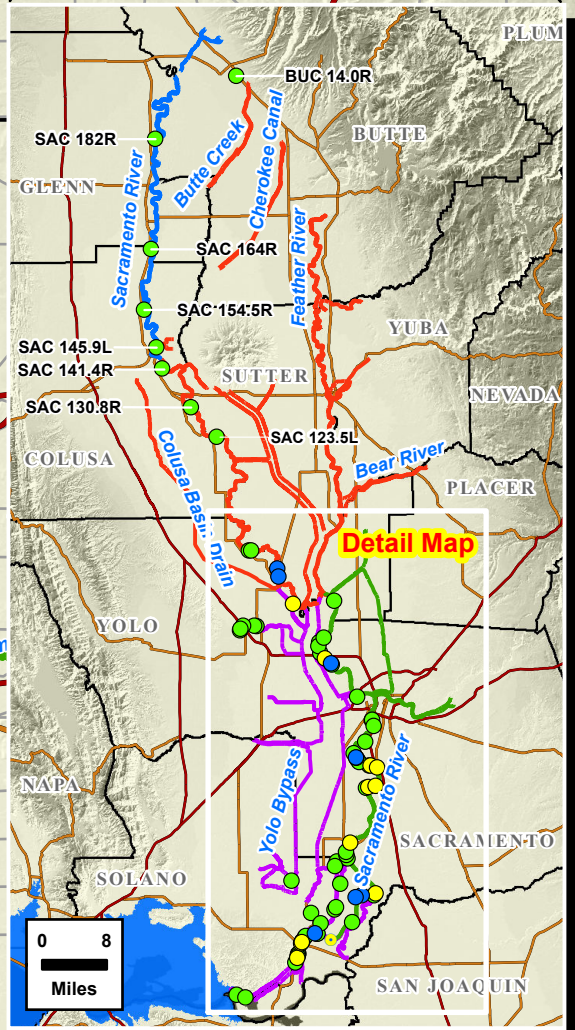 PLUM
BUC 14.0R
SAC 182R
BUTTE
Butte Creek
Cherokee Canal
GLENN
Sacramento River
SAC 164R
Feather River
SAC 154.5R
YUBA
SAC 145.9L
SAC 141.4R
SUTTER
NEVADA
SAC 130.8R
SAC 123.5L
COLUSA
Colusa Basin Drain
Bear River
PLACER
Detail Map
YOLO
Yolo Bypass
Sacramento River
NAPA
SACRAMENTO
SOLANO
0 8
Miles
SAN JOAQUIN